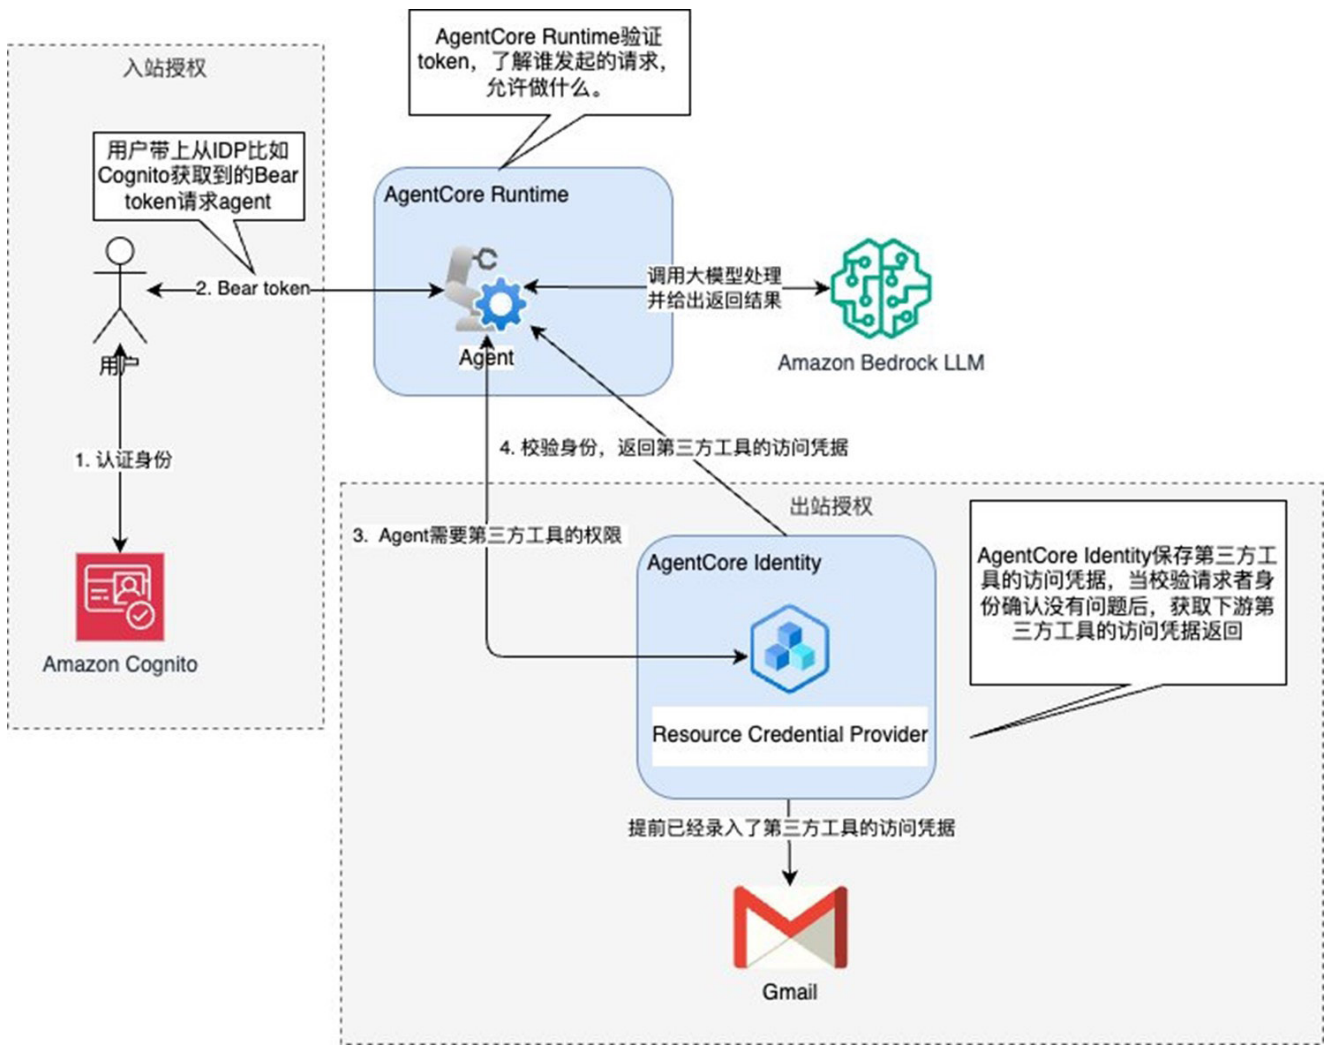 AgentCore Runtime验证
token，了解谁发起的请求，
允许做什么。
入站授权
用户带上从IDP比如
Cognito获取到的Bear
token请求agent
AgentCore Runtime
2. Bear token
调用大模型处理
并给出返回结果
用户
Agent
Amazon Bedrock LLM
1. 认证身份
4. 校验身份，返回第三方工具的访问凭据
出站授权
3. Agent需要第三方工具的权限
AgentCore Identity
AgentCore Identity保存第三方工
具的访问凭据，当校验请求者身
份确认没有问题后，获取下游第
三方工具的访问凭据返回
Amazon Cognito
Resource Credential Provider
提前已经录入了第三方工具的访问凭据
Gmail